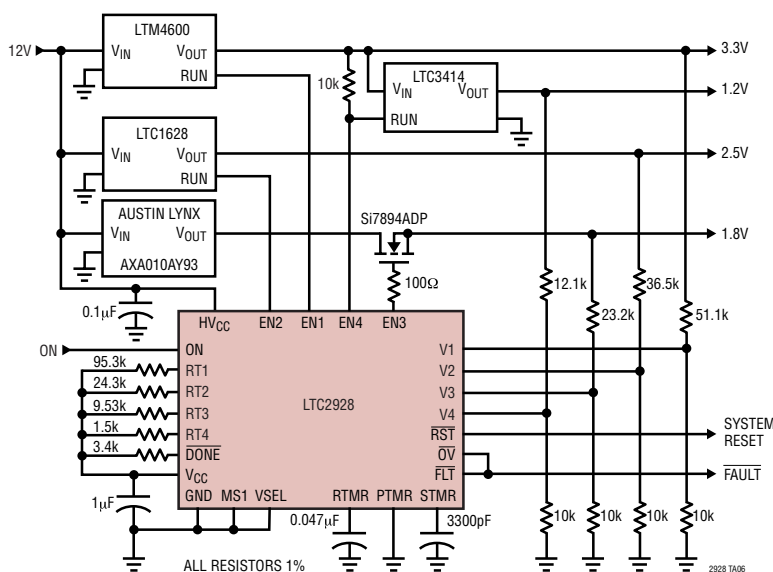 LTM4600
12V
VIN
VOUT
3.3V
RUN
10k
LTC3414
VIN
VOUT
1.2V
RUN
LTC1628
VIN
VOUT
2.5V
RUN
AUSTIN LYNX
Si7894ADP
VIN
VOUT
1.8V
AXA010AY93
100Ω
12.1k
36.5k
23.2k
51.1k
0.1µF
HVCC
EN2
EN1
EN4
EN3
ON
ON
V1
95.3k
RT1
V2
24.3k
RT2
LTC2928
V3
9.53k
RT3
V4
1.5k
RT4
RST
SYSTEM
RESET
3.4k
DONE
OV
VCC
FLT
FAULT
1µF
GND
MS1
VSEL
RTMR
PTMR
STMR
0.047µF
3300pF
10k
10k
10k
10k
ALL RESISTORS 1%
2928 TA06